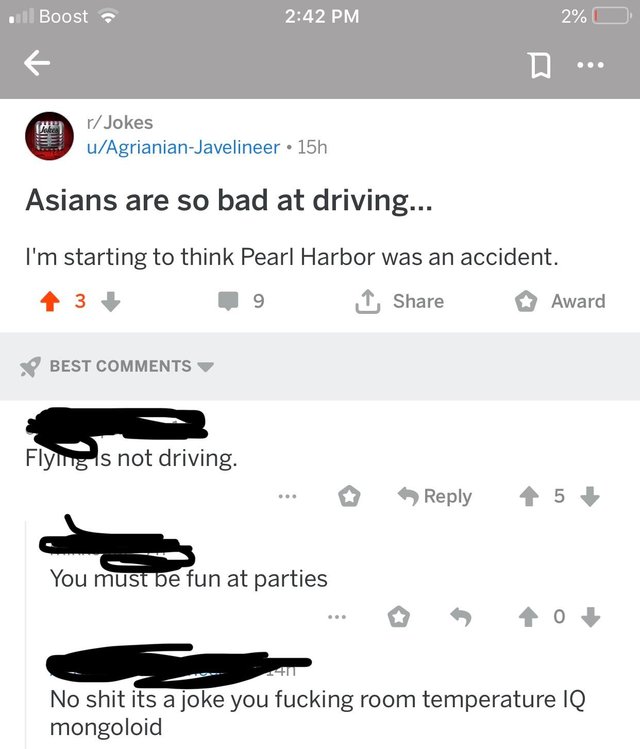 Boost 2:42 PM 2%
r/Jokes
u/Agrianian-Javelineer • 15h
Asians are so bad at driving...
I'm starting to think Pearl Harbor was an accident.
3 9 Share Award
BEST COMMENTS
Flying is not driving.
Reply 5
You must be fun at parties
0
14h
No shit its a joke you fucking room temperature IQ
mongoloid